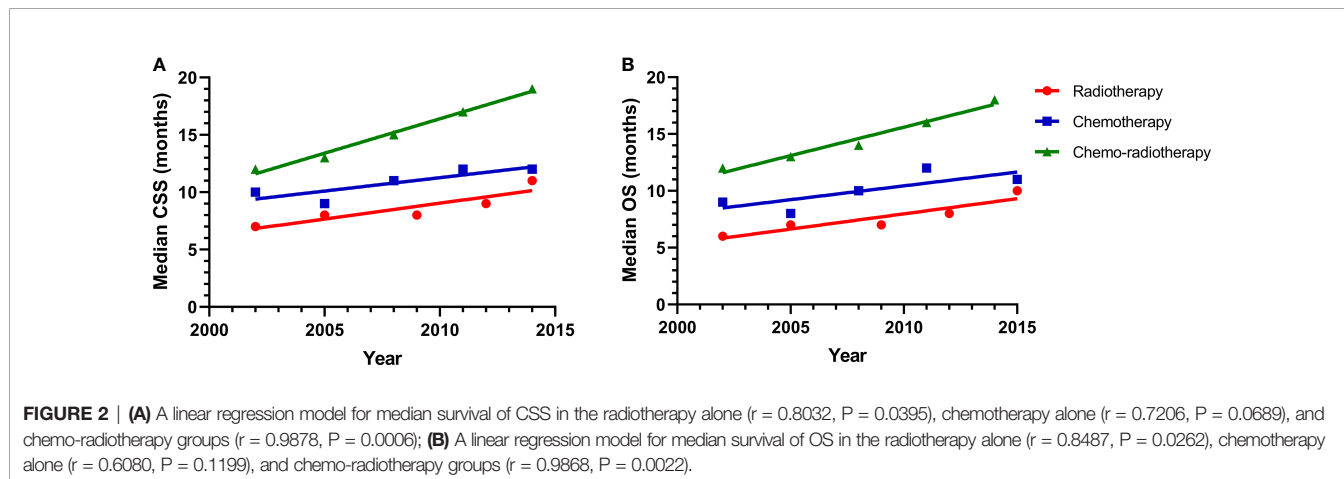 A
20
15
10
5
0
Median CSS (months)
2000 2005 2010 2015
Year
B
20
15
10
5
0
Median OS (months)
2000 2005 2010 2015
Year
Radiotherapy
Chemotherapy
Chemo-radiotherapy
FIGURE 2 | (A) A linear regression model for median survival of CSS in the radiotherapy alone (r = 0.8032, P = 0.0395), chemotherapy alone (r = 0.7206, P = 0.0689), and
chemo-radiotherapy groups (r = 0.9878, P = 0.0006); (B) A linear regression model for median survival of OS in the radiotherapy alone (r = 0.8487, P = 0.0262), chemotherapy
alone (r = 0.6080, P = 0.1199), and chemo-radiotherapy groups (r = 0.9868, P = 0.0022).